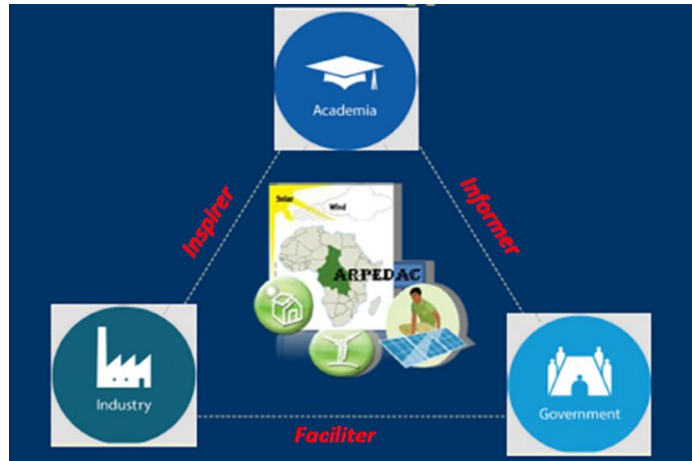 Academia
Inspirer
Informer
Solar
Wind
ARPEDAC
Industry
Government
Faciliter